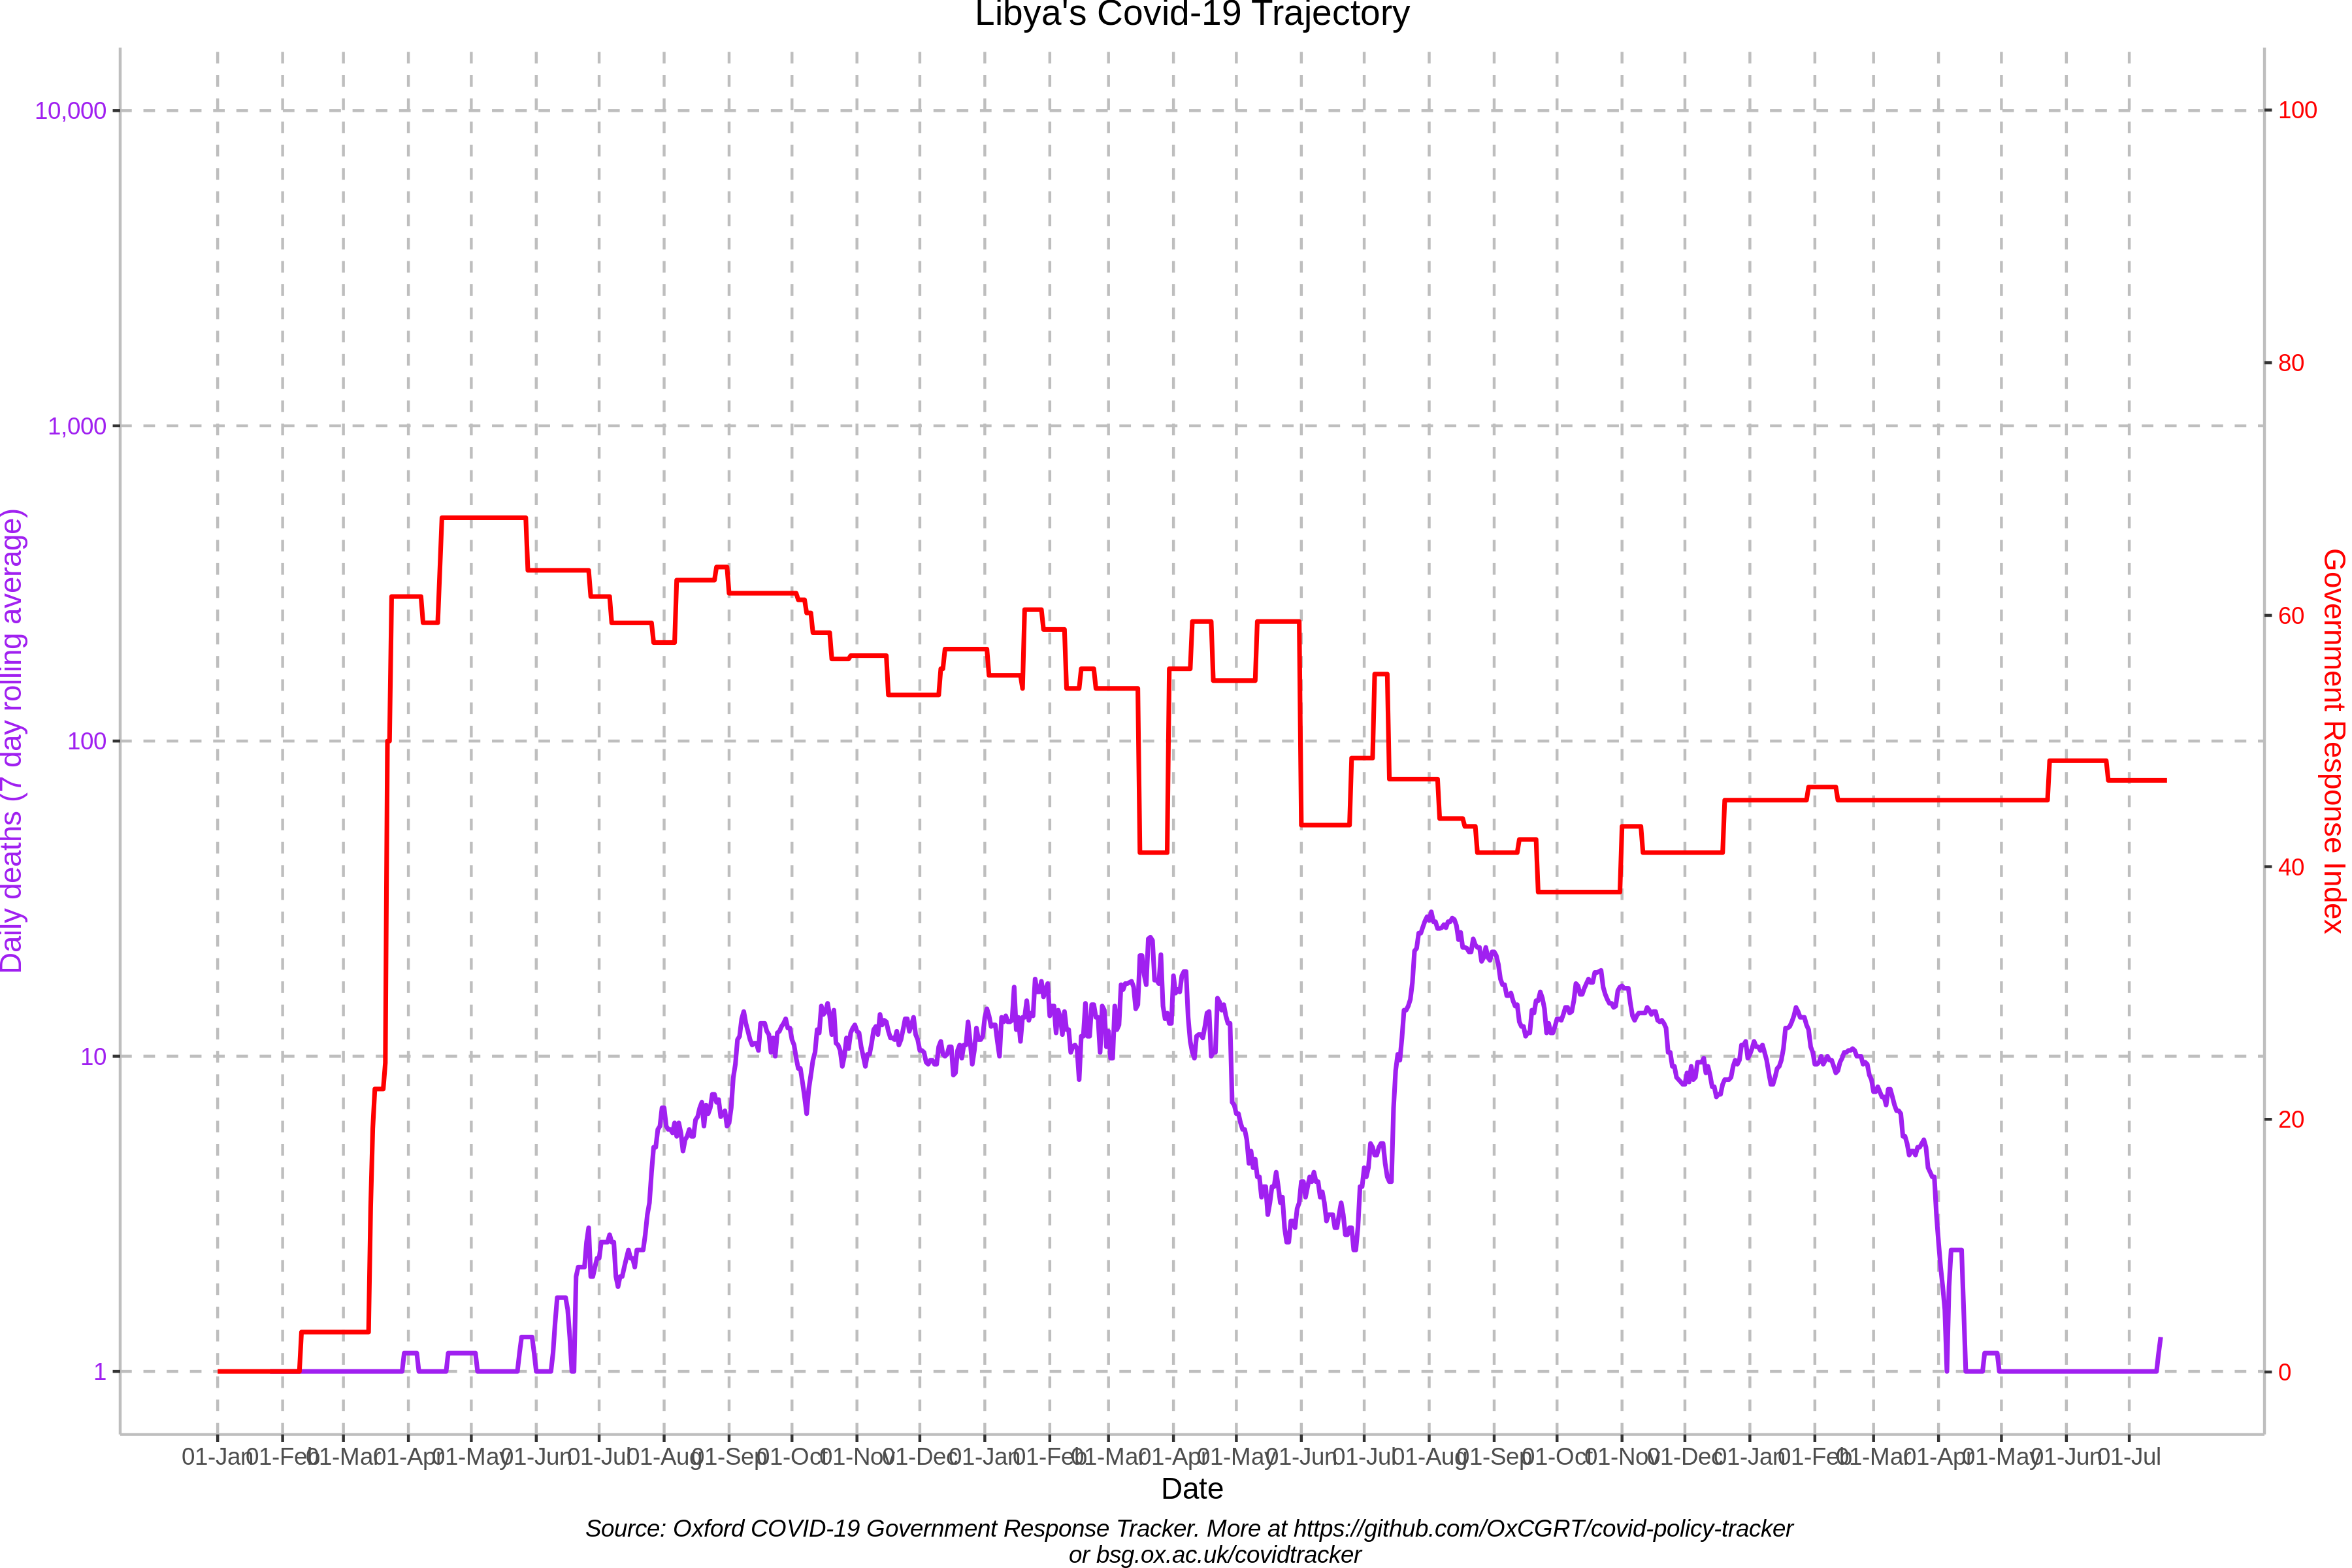 Libya's Covid-19 Trajectory
10,000
1,000
100
10
1
Daily deaths (7 day rolling average)
100
80
60
40
20
0
Government Response Index
01-Jan 01-Feb 01-Mar 01-Apr 01-May 01-Jun 01-Jul 01-Aug 01-Sep 01-Oct 01-Nov 01-Dec 01-Jan 01-Feb 01-Mar 01-Apr 01-May 01-Jun 01-Jul 01-Aug 01-Sep 01-Oct 01-Nov 01-Dec 01-Jan 01-Feb 01-Mar 01-Apr 01-May 01-Jun 01-Jul
Date
Source: Oxford COVID-19 Government Response Tracker. More at https://github.com/OxCGRT/covid-policy-tracker
or bsg.ox.ac.uk/covidtracker